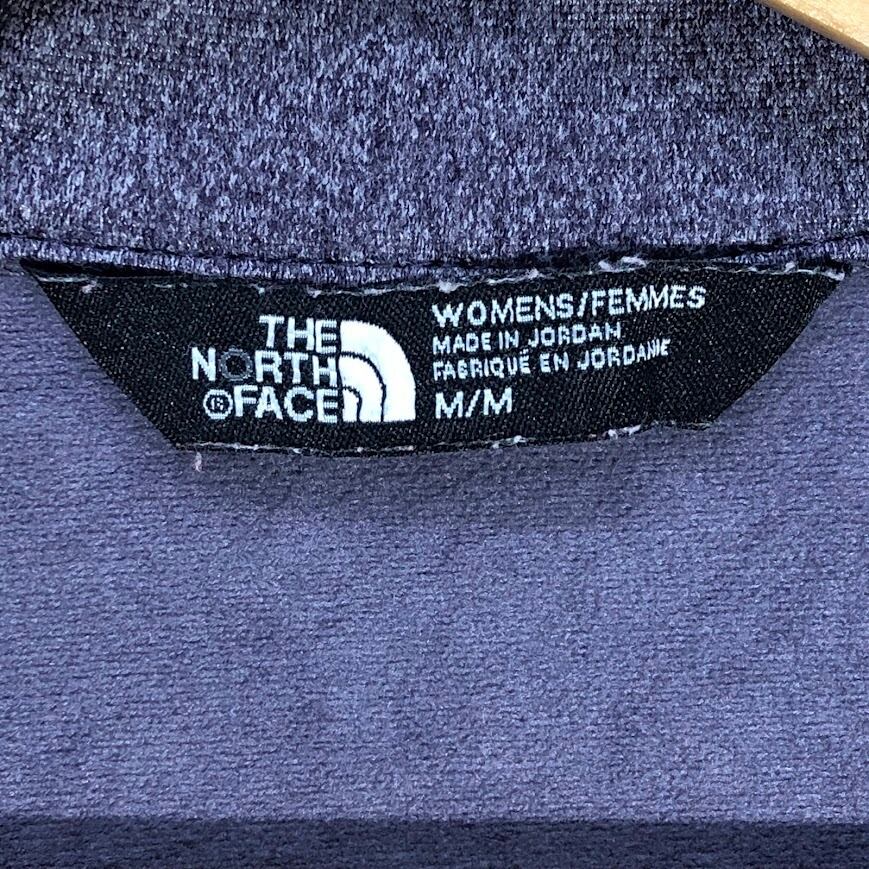 THE
NORTH
®FACE
WOMENS/FEMMES
MADE IN JORDAN
FABRIQUÉ EN JORDANIE
M/M